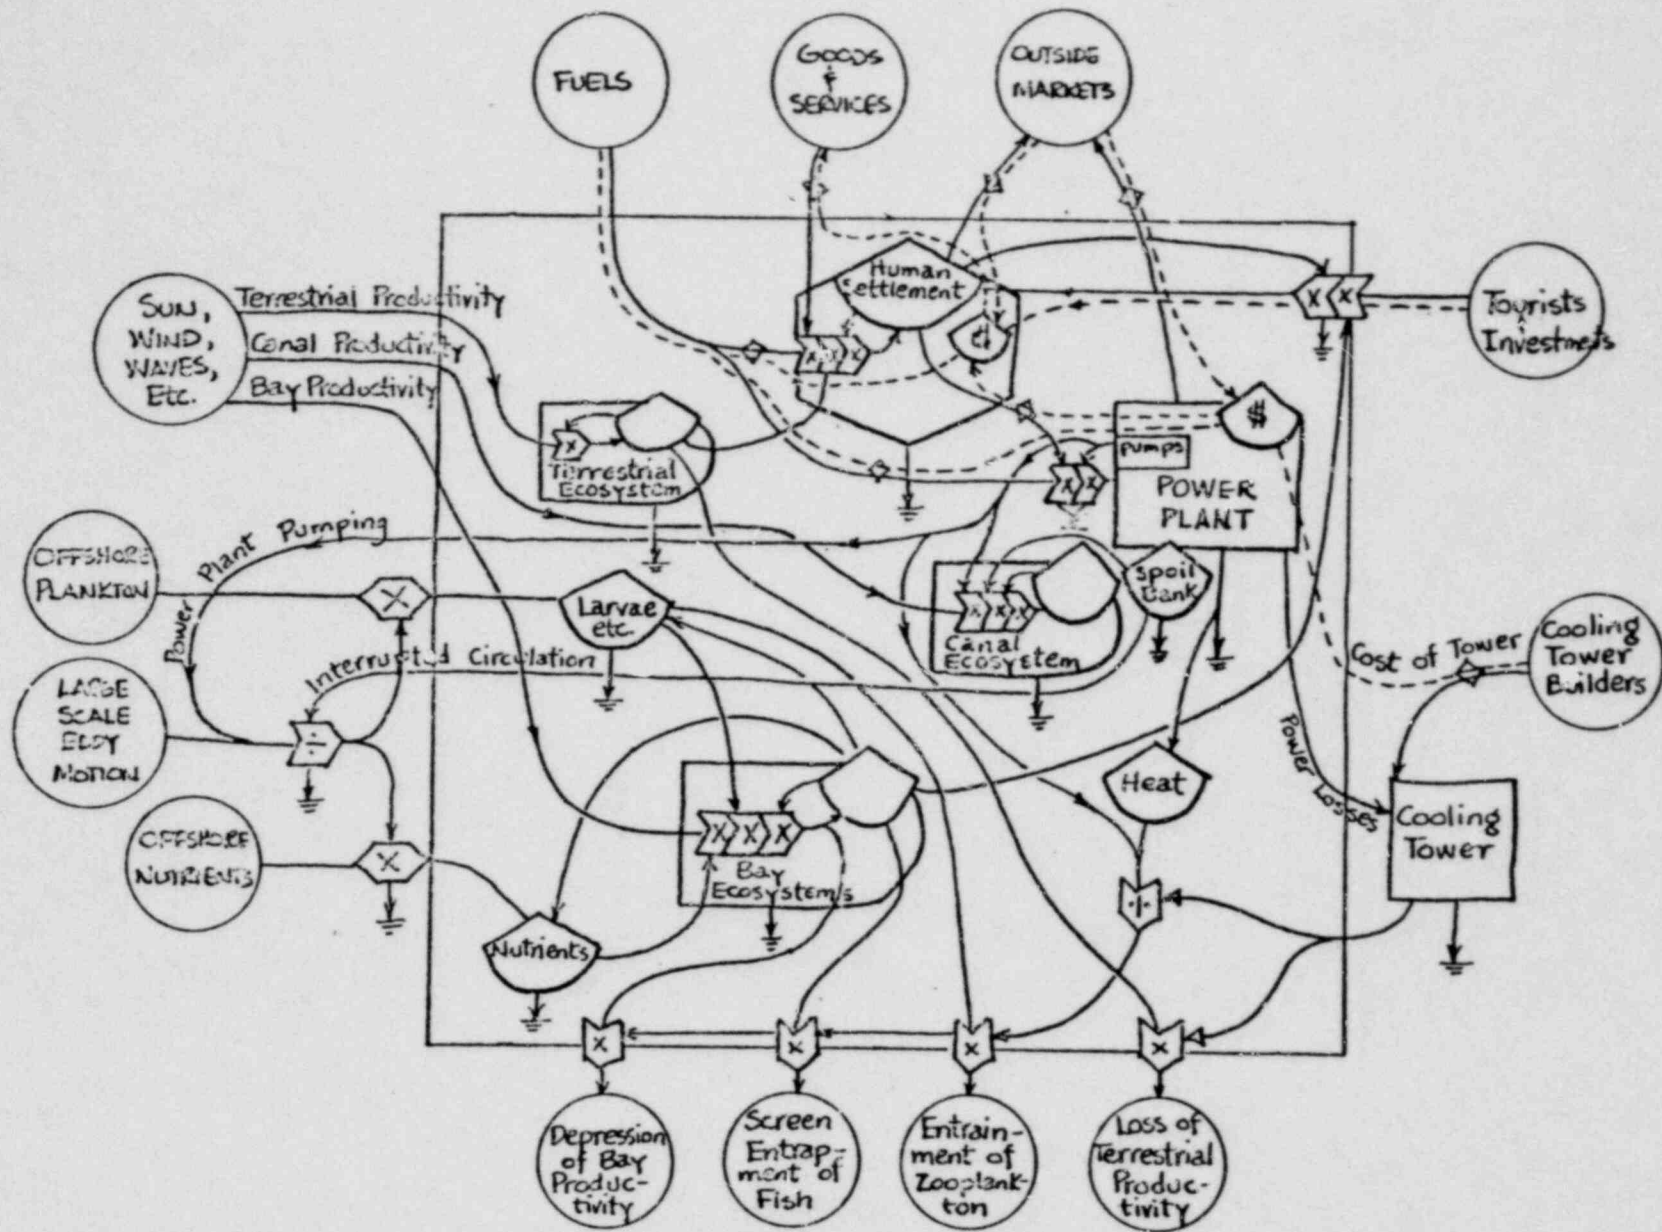 FUELS
GOODS
&
SERVICES
OUTSIDE
MARKETS
SUN,
WIND,
WAVES,
Etc.
Terrestrial Productivity
Canal Productivity
Bay Productivity
Human
Settlement
x x x
x x
Tourists
Investments
$
x
Terrestrial
Ecosystem
pumps
x x
POWER
PLANT
Power Plant Pumping
OFFSHORE
PLANKTON
X
Larvae
etc.
x x x
Canal
Ecosystem
Spoil
Bank
Interrupted Circulation
Cost of Tower
Cooling
Tower
Builders
LARGE
SCALE
EDDY
MOTION
÷
Heat
Power Losses
Cooling
Tower
OFFSHORE
NUTRIENTS
X
X X X
Bay
Ecosystems
÷
Nutrients
x
x
x
x
Depression
of Bay
Produc-
tivity
Screen
Entrap-
ment of
Fish
Entrain-
ment of
Zooplank-
ton
Loss of
Terrestrial
Produc-
tivity